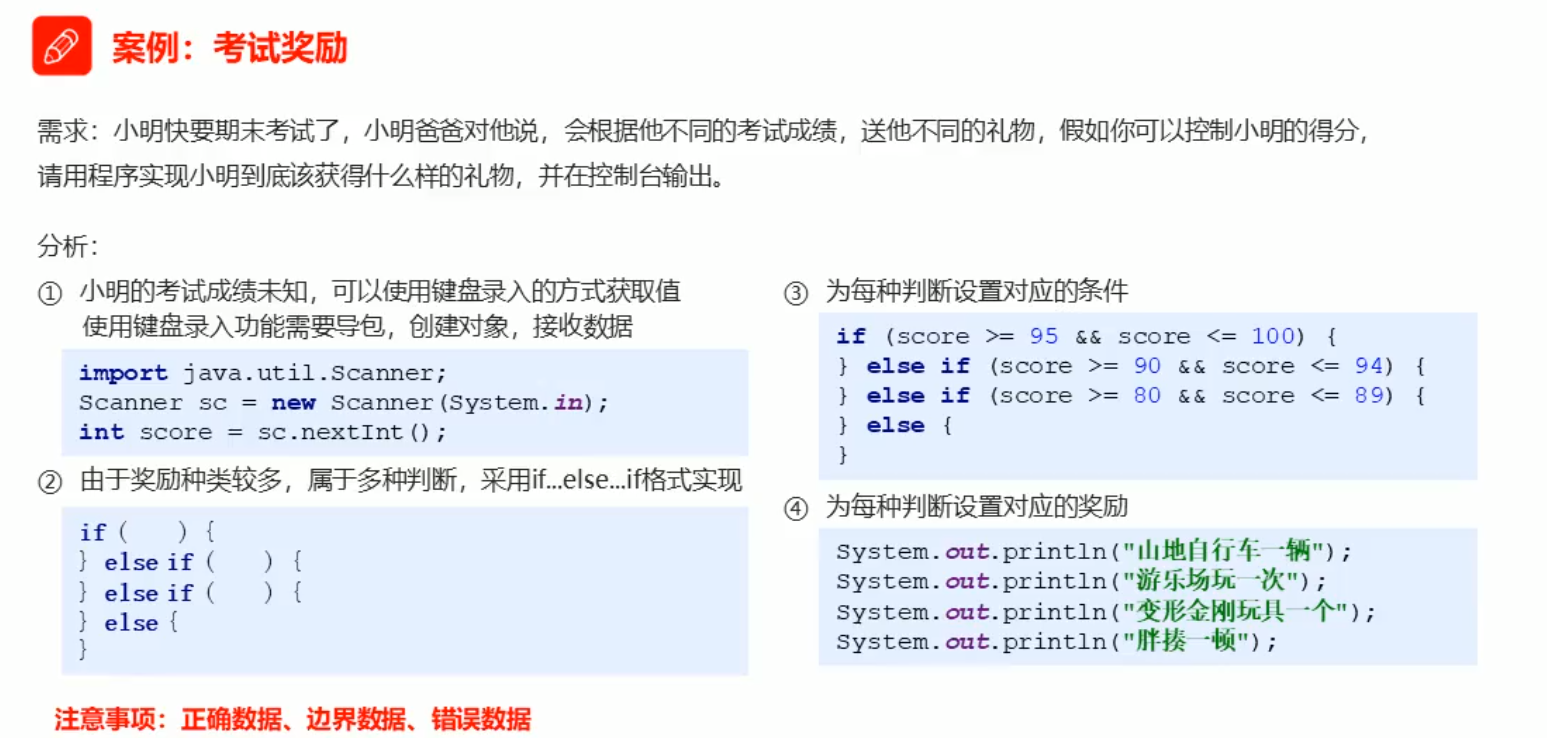 案例：考试奖励
需求：小明快要期末考试了，小明爸爸对他说，会根据他不同的考试成绩，送他不同的礼物，假如你可以控制小明的得分，
请用程序实现小明到底该获得什么样的礼物，并在控制台输出。
分析：
① 小明的考试成绩未知，可以使用键盘录入的方式获取值
使用键盘录入功能需要导包，创建对象，接收数据
import java.util.Scanner;
Scanner sc = new Scanner(System.in);
int score = sc.nextInt();
② 由于奖励种类较多，属于多种判断，采用if...else...if格式实现
if (    ) {
} else if (    ) {
} else if (    ) {
} else {
}
③ 为每种判断设置对应的条件
if (score >= 95 && score <= 100) {
} else if (score >= 90 && score <= 94) {
} else if (score >= 80 && score <= 89) {
} else {
}
④ 为每种判断设置对应的奖励
System.out.println("山地自行车一辆");
System.out.println("游乐场玩一次");
System.out.println("变形金刚玩具一个");
System.out.println("胖揍一顿");
注意事项：正确数据、边界数据、错误数据